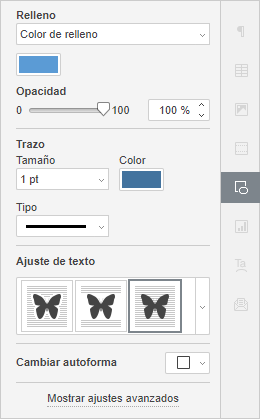 Relleno
Color de relleno
Opacidad
0 100 100 %
Trazo
Tamaño Color
1 pt
Tipo
Ajuste de texto
Cambiar autoforma
Mostrar ajustes avanzados